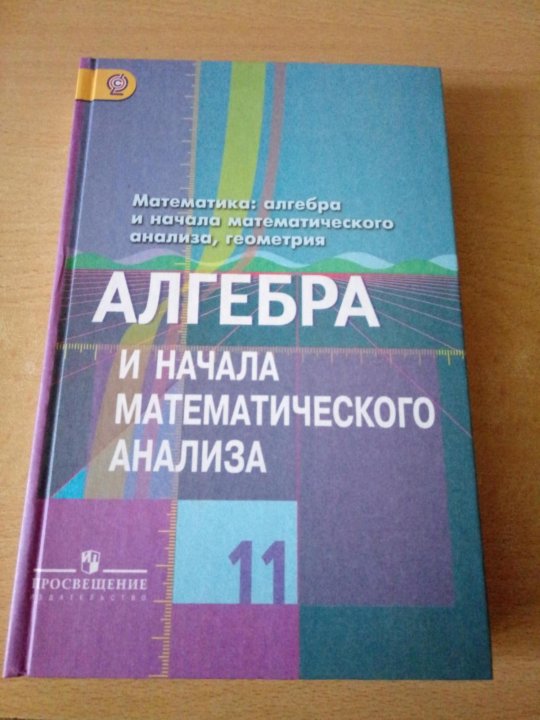 Математика: алгебра
и начала математического
анализа, геометрия
АЛГЕБРА
И НАЧАЛА
МАТЕМАТИЧЕСКОГО
АНАЛИЗА
11
ПРОСВЕЩЕНИЕ
ИЗДАТЕЛЬСТВО